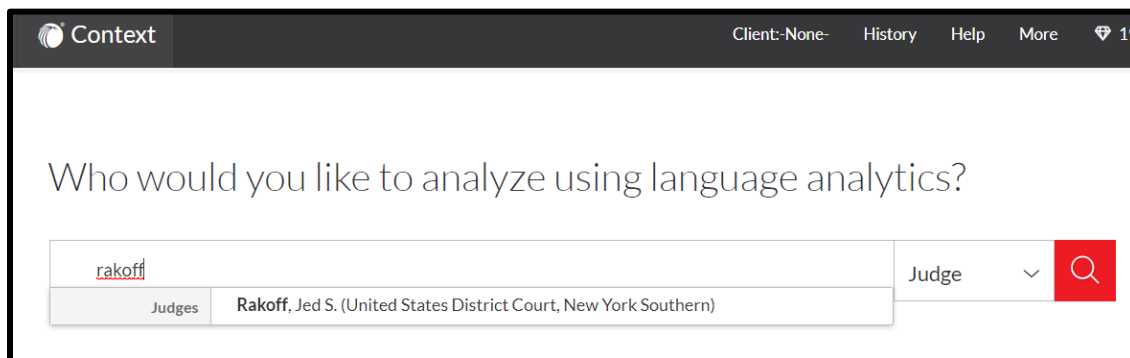 Context Client:-None- History Help More 19
Who would you like to analyze using language analytics?
rakoff Judge
Judges Rakoff, Jed S. (United States District Court, New York Southern)